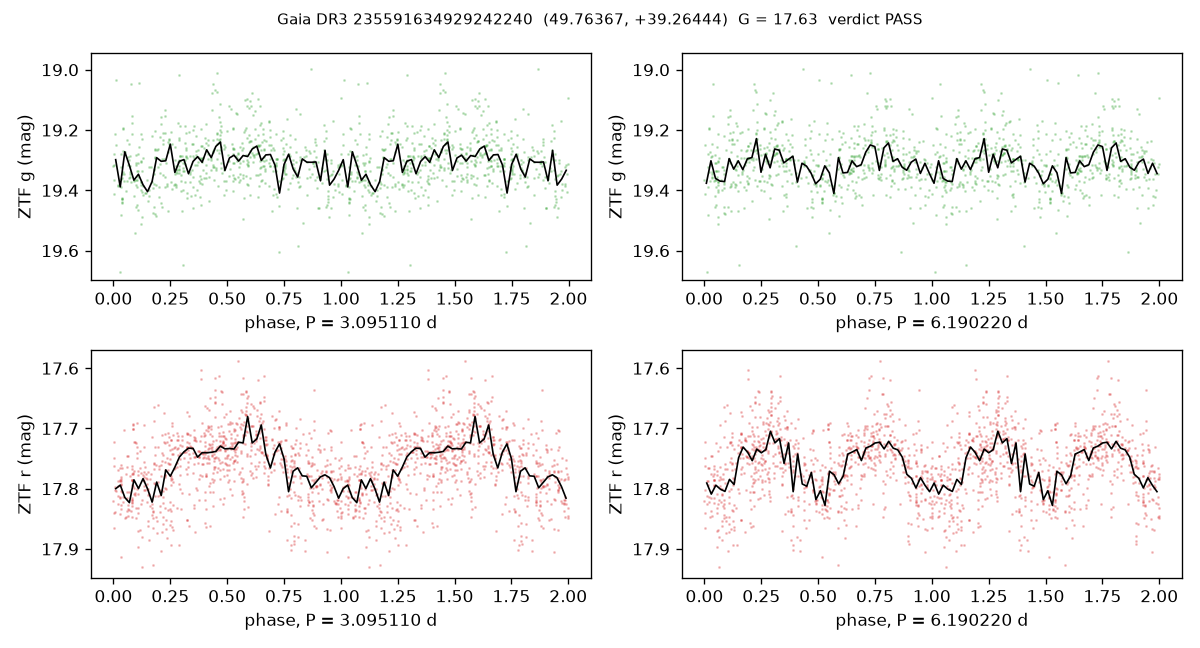 Gaia DR3 235591634929242240  (49.76367, +39.26444)  G = 17.63  verdict PASS
ZTF g (mag)
19.0
19.2
19.4
19.6
0.00 0.25 0.50 0.75 1.00 1.25 1.50 1.75 2.00
phase, P = 3.095110 d
ZTF g (mag)
19.0
19.2
19.4
19.6
0.00 0.25 0.50 0.75 1.00 1.25 1.50 1.75 2.00
phase, P = 6.190220 d
ZTF r (mag)
17.6
17.7
17.8
17.9
0.00 0.25 0.50 0.75 1.00 1.25 1.50 1.75 2.00
phase, P = 3.095110 d
ZTF r (mag)
17.6
17.7
17.8
17.9
0.00 0.25 0.50 0.75 1.00 1.25 1.50 1.75 2.00
phase, P = 6.190220 d